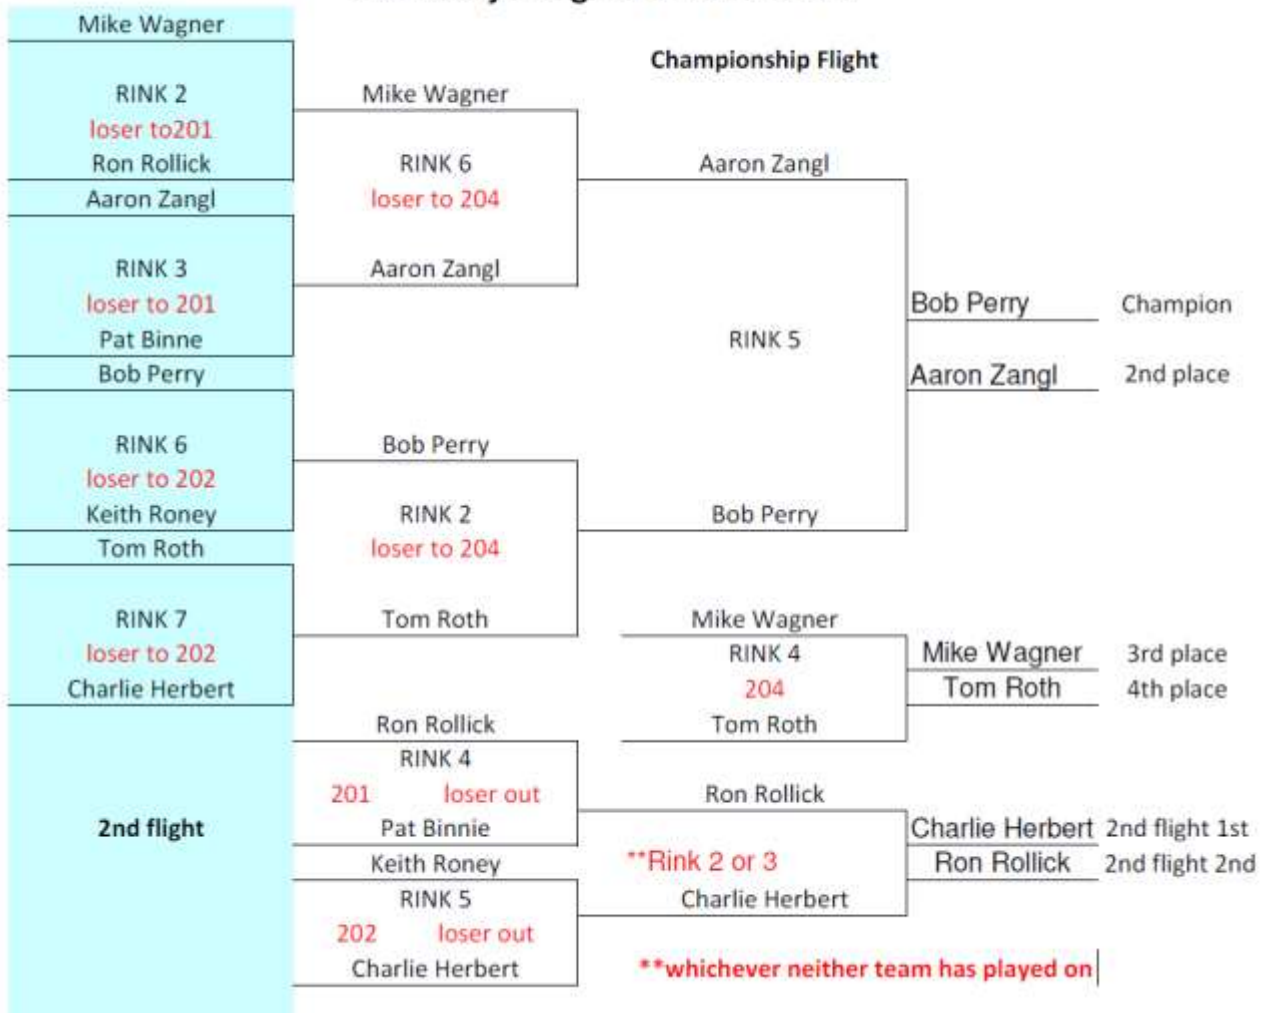 Mike Wagner
Championship Flight
RINK 2
Mike Wagner
loser to201
Ron Rollick
RINK 6
Aaron Zangl
Aaron Zangl
loser to 204
RINK 3
Aaron Zangl
loser to 201
Bob Perry
Champion
Pat Binne
RINK 5
Bob Perry
Aaron Zangl
2nd place
RINK 6
Bob Perry
loser to 202
Keith Roney
RINK 2
Bob Perry
Tom Roth
loser to 204
RINK 7
Tom Roth
Mike Wagner
loser to 202
RINK 4
Mike Wagner
3rd place
Charlie Herbert
204
Tom Roth
4th place
Ron Rollick
Tom Roth
RINK 4
201
loser out
Ron Rollick
2nd flight
Pat Binnie
Charlie Herbert
2nd flight 1st
Keith Roney
**Rink 2 or 3
Ron Rollick
2nd flight 2nd
RINK 5
Charlie Herbert
202
loser out
Charlie Herbert
**whichever neither team has played on